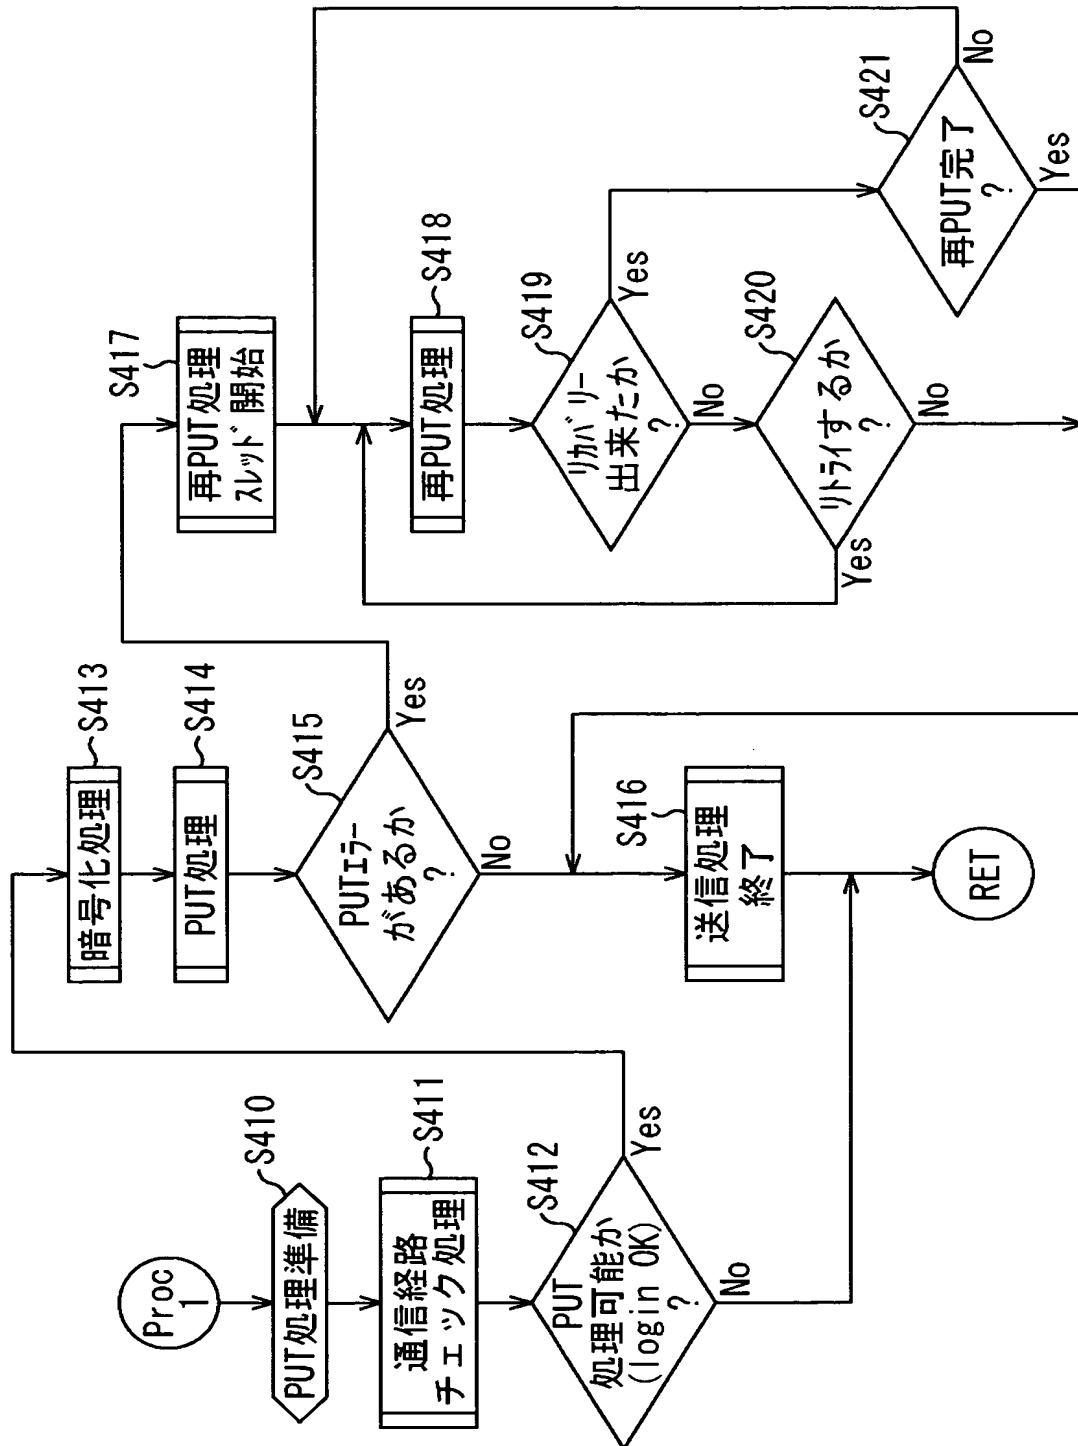 Proc
1
S410
PUT処理準備
S411
通信経路
チェック処理
S412
PUT
処理可能か
(login OK)
?
Yes
No
S413
暗号化処理
S414
PUT処理
S415
PUTエラー
があるか
?
Yes
No
S416
送信処理
終了
RET
S417
再PUT処理
スレッド開始
S418
再PUT処理
S419
リカバリー
出来たか
?
Yes
No
S420
リトライするか
?
Yes
No
S421
再PUT完了
?
No
Yes